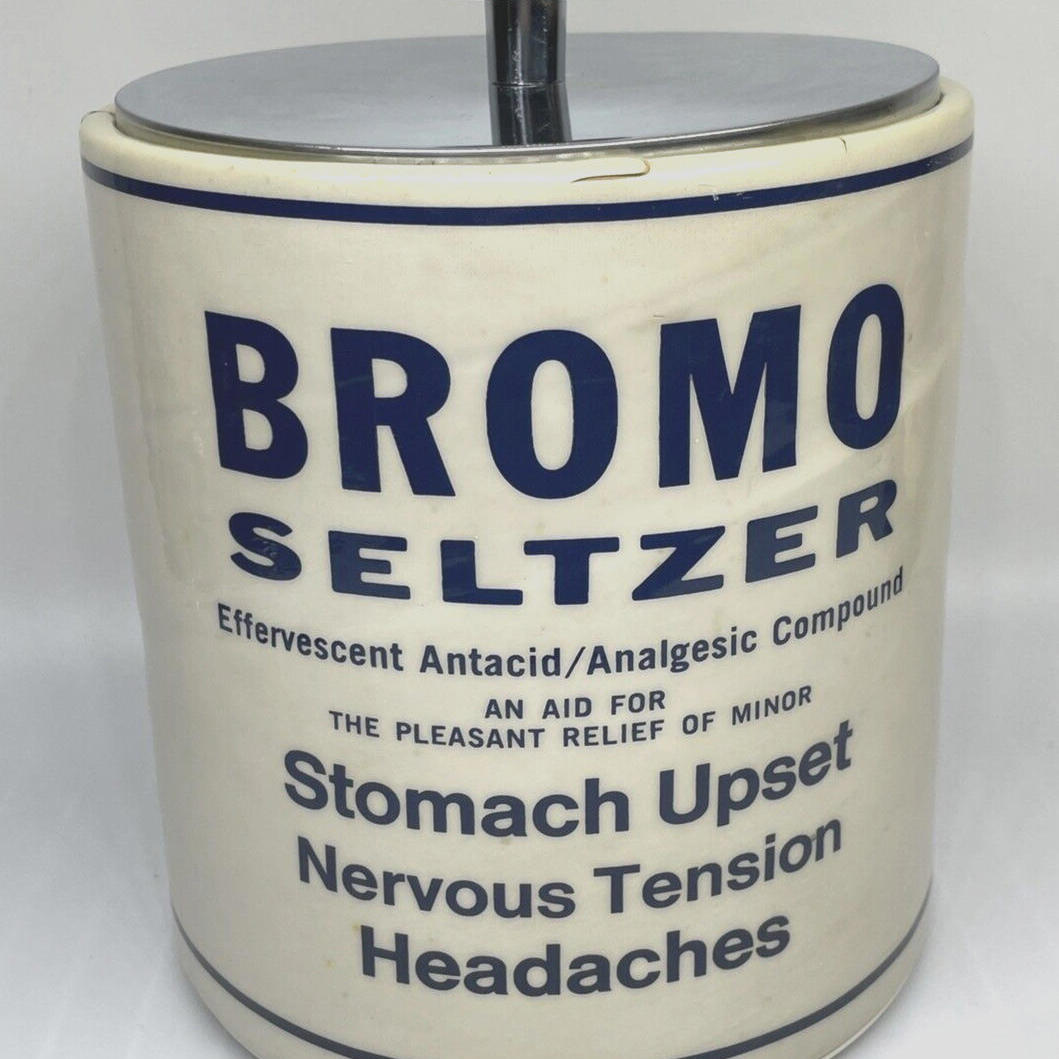 BROMO
SELTZER
Effervescent Antacid/Analgesic Compound
AN AID FOR
THE PLEASANT RELIEF OF MINOR
Stomach Upset
Nervous Tension
Headaches